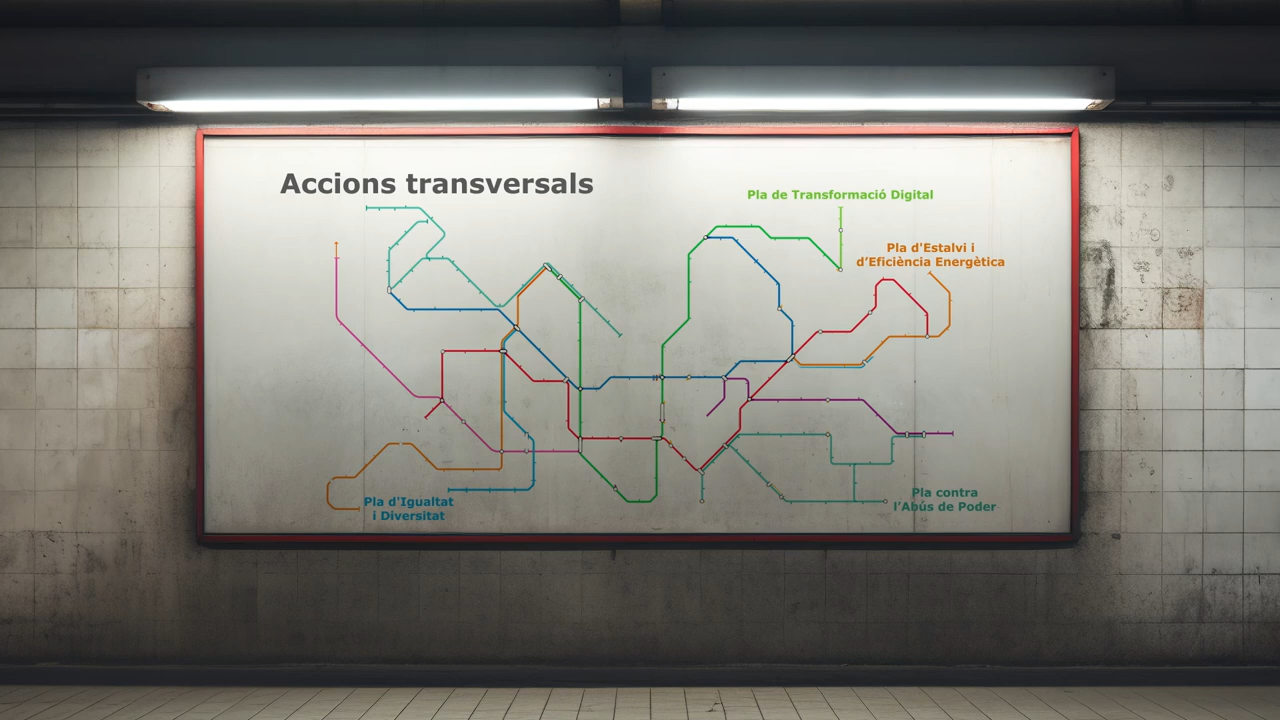 Accions transversals
Pla de Transformació Digital
Pla d'Estalvi i
d’Eficiència Energètica
Pla d'Igualtat
i Diversitat
Pla contra
l’Abús de Poder